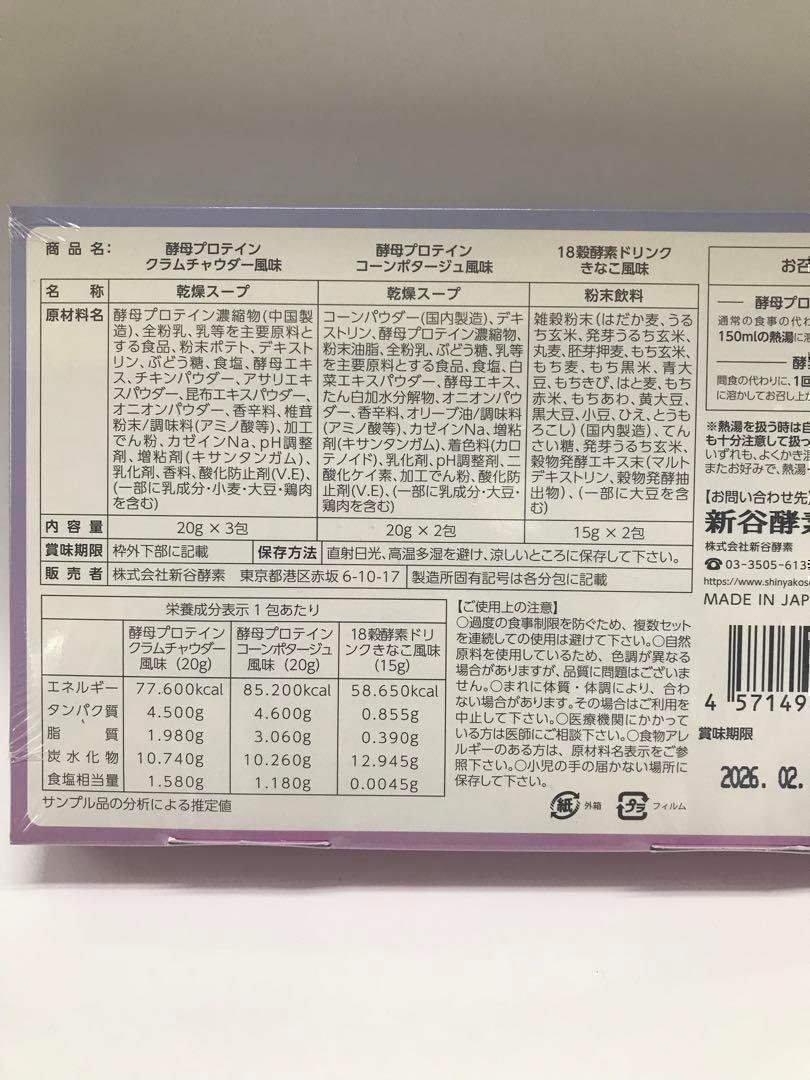 商品名:
酵母プロテイン
クラムチャウダー風味
酵母プロテイン
コーンポタージュ風味
18穀酵素ドリンク
きなこ風味
名称
乾燥スープ
乾燥スープ
粉末飲料
原材料名
酵母プロテイン濃縮物(中国製
造)、全粉乳、乳等を主要原料と
する食品、粉末ポテト、デキスト
リン、ぶどう糖、食塩、酵母エキ
ス、チキンパウダー、アサリエキ
スパウダー、昆布エキスパウダー、
オニオンパウダー、香辛料、椎茸
粉末/調味料(アミノ酸等)、加工
でん粉、カゼインNa、pH調整
剤、増粘剤(キサンタンガム)、
乳化剤、香料、酸化防止剤(V.E)、
(一部に乳成分・小麦・大豆・鶏肉
を含む)
コーンパウダー(国内製造)、デキ
ストリン、酵母プロテイン濃縮物、
粉末油脂、全粉乳、ぶどう糖、乳等
を主要原料とする食品、食塩、白
菜エキスパウダー、酵母エキス、
たん白加水分解物、オニオンパウ
ダー、香辛料、オリーブ油/調味料
(アミノ酸等)、カゼインNa、増粘
剤(キサンタンガム)、着色料(カロ
テノイド)、乳化剤、pH調整剤、二
酸化ケイ素、加工でん粉、酸化防
止剤(V.E)、(一部に乳成分・大豆・
鶏肉を含む)
雑穀粉末(はだか麦、うる
ち玄米、発芽うるち玄米、
丸麦、胚芽押麦、もち玄米、
もち麦、もち黒米、青大
豆、もちきび、はと麦、もち
赤米、もちあわ、黄大豆、
黒大豆、小豆、ひえ、とうも
ろこし)(国内製造)、てん
さい糖、発芽うるち玄米、
穀物発酵エキス末(マルト
デキストリン、穀物発酵抽
出物)、(一部に大豆を含
む)
内容量
20g×3包
20g×2包
15g×2包
賞味期限
枠外下部に記載
保存方法
直射日光、高温多湿を避け、涼しいところに保存して下さい。
販売者
株式会社新谷酵素 東京都港区赤坂6-10-17
製造所固有記号は各分包に記載
栄養成分表示 1包あたり
酵母プロテイン
クラムチャウダー
風味(20g)
酵母プロテイン
コーンポタージュ
風味(20g)
18穀酵素ドリ
ンクきなこ風味
(15g)
エネルギー 77.600kcal 85.200kcal 58.650kcal
タンパク質 4.500g 4.600g 0.855g
脂質 1.980g 3.060g 0.390g
炭水化物 10.740g 10.260g 12.945g
食塩相当量 1.580g 1.180g 0.0045g
サンプル品の分析による推定値
【ご使用上の注意】
○過度の食事制限を防ぐため、複数セット
を連続しての使用は避けて下さい。○自然
原料を使用しているため、色調が異なる
場合がありますが、品質に問題はございま
せん。○まれに体質・体調により、合わ
ない場合があります。その場合はご利用を
中止して下さい。○医療機関にかかって
いる方は医師にご相談下さい。○食物アレ
ルギーのある方は、原材料名表示をご参
照下さい。○小児の手の届かない場所に
保存して下さい。
紙 外箱
プラ フィルム
お召
酵母プロ
通常の食事の代わ
150mlの熱湯に溶
間食の代わりに、1回
に溶かしてお召し上が
※熱湯を扱う時は自
も十分注意して扱っ
いずれも、よくかき混
またお好みで、熱湯・
【お問い合わせ先】
新谷酵素
株式会社新谷酵素
☎03-3505-613
https://www.shinyakos
MADE IN JAP
4 57149
賞味期限
2026. 02.